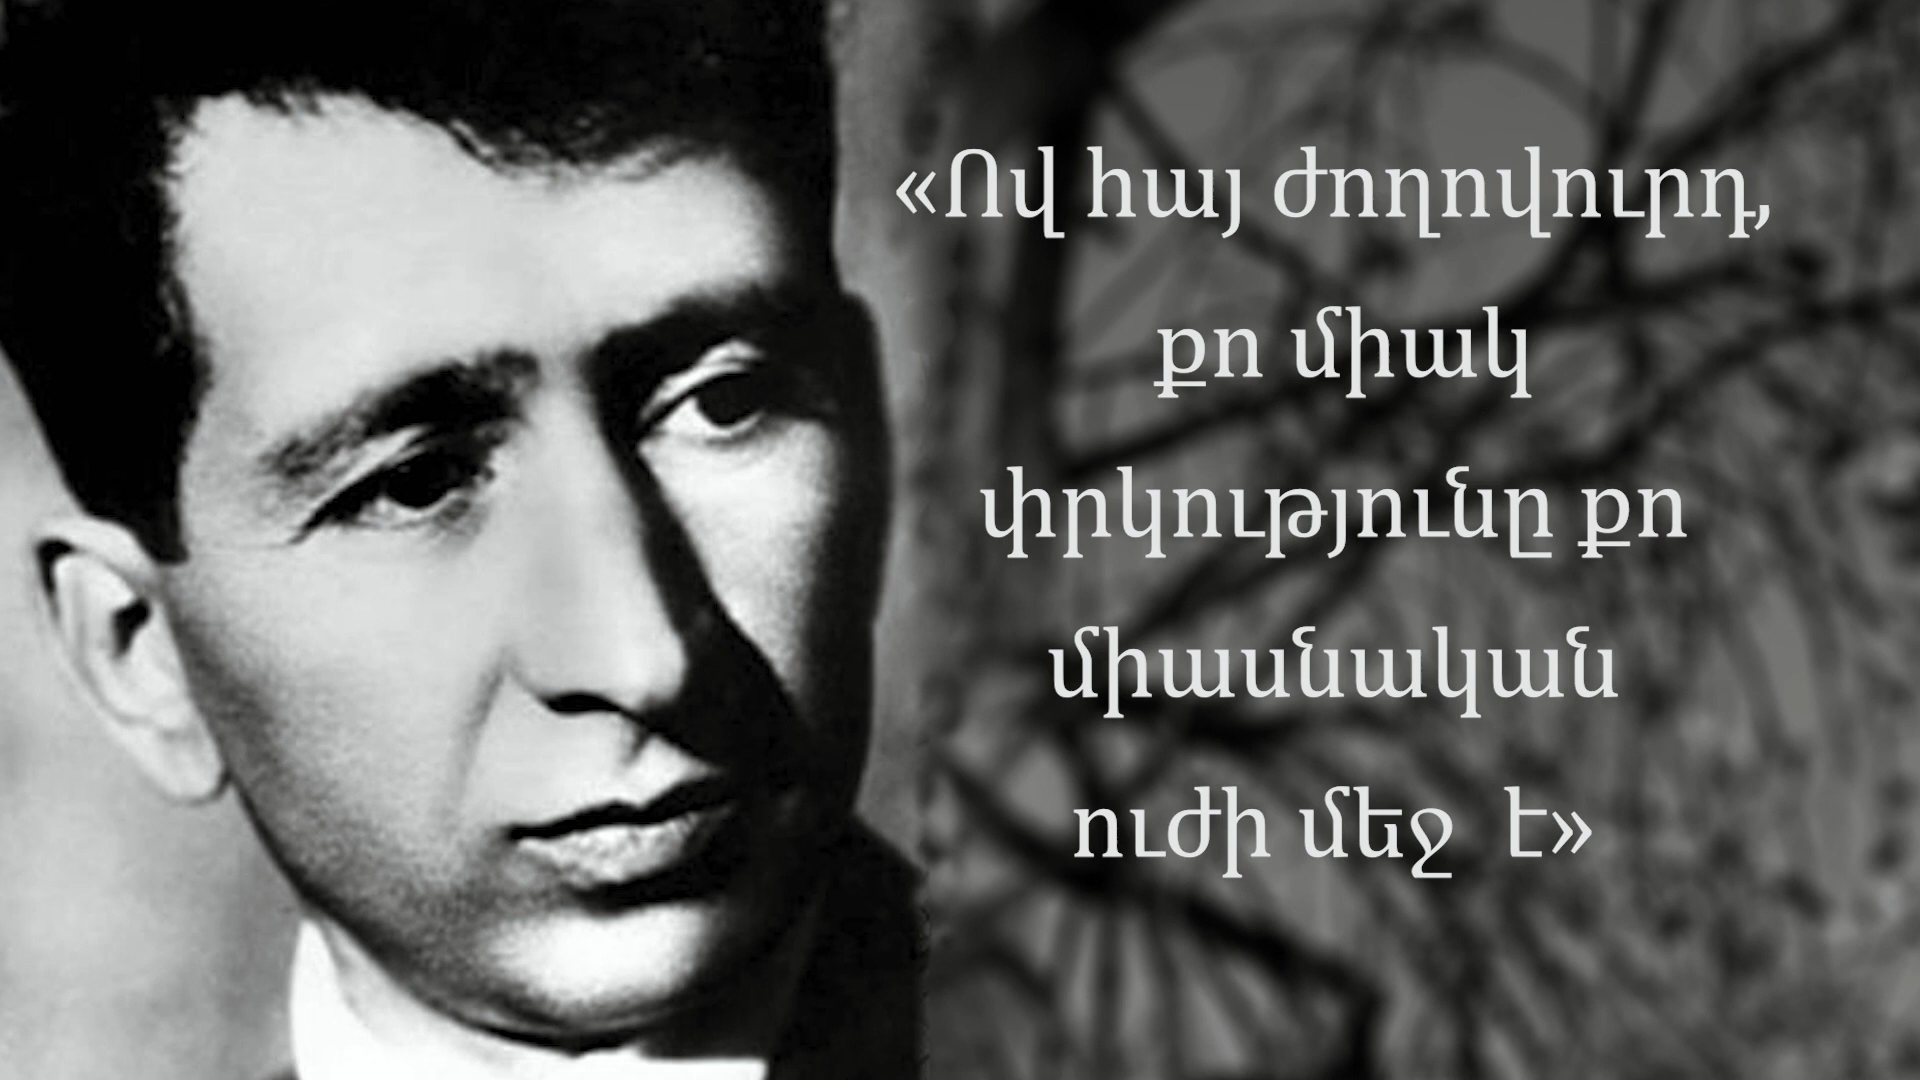 «Ով հայ ժողովուրդ,
քո միակ
փրկությունը քո
միասնական
ուժի մեջ  է»